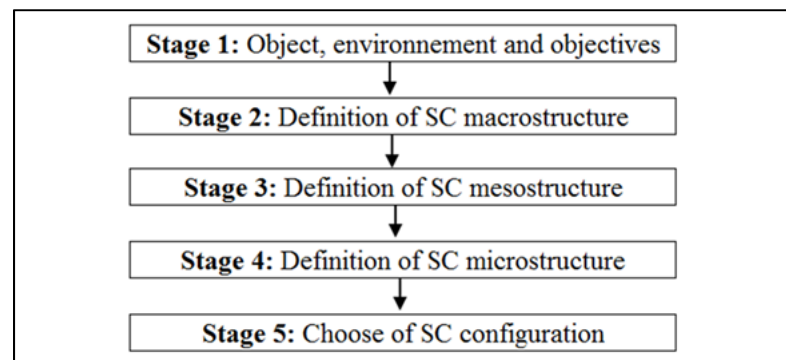 Stage 1: Object, environnement and objectives
Stage 2: Definition of SC macrostructure
Stage 3: Definition of SC mesostructure
Stage 4: Definition of SC microstructure
Stage 5: Choose of SC configuration